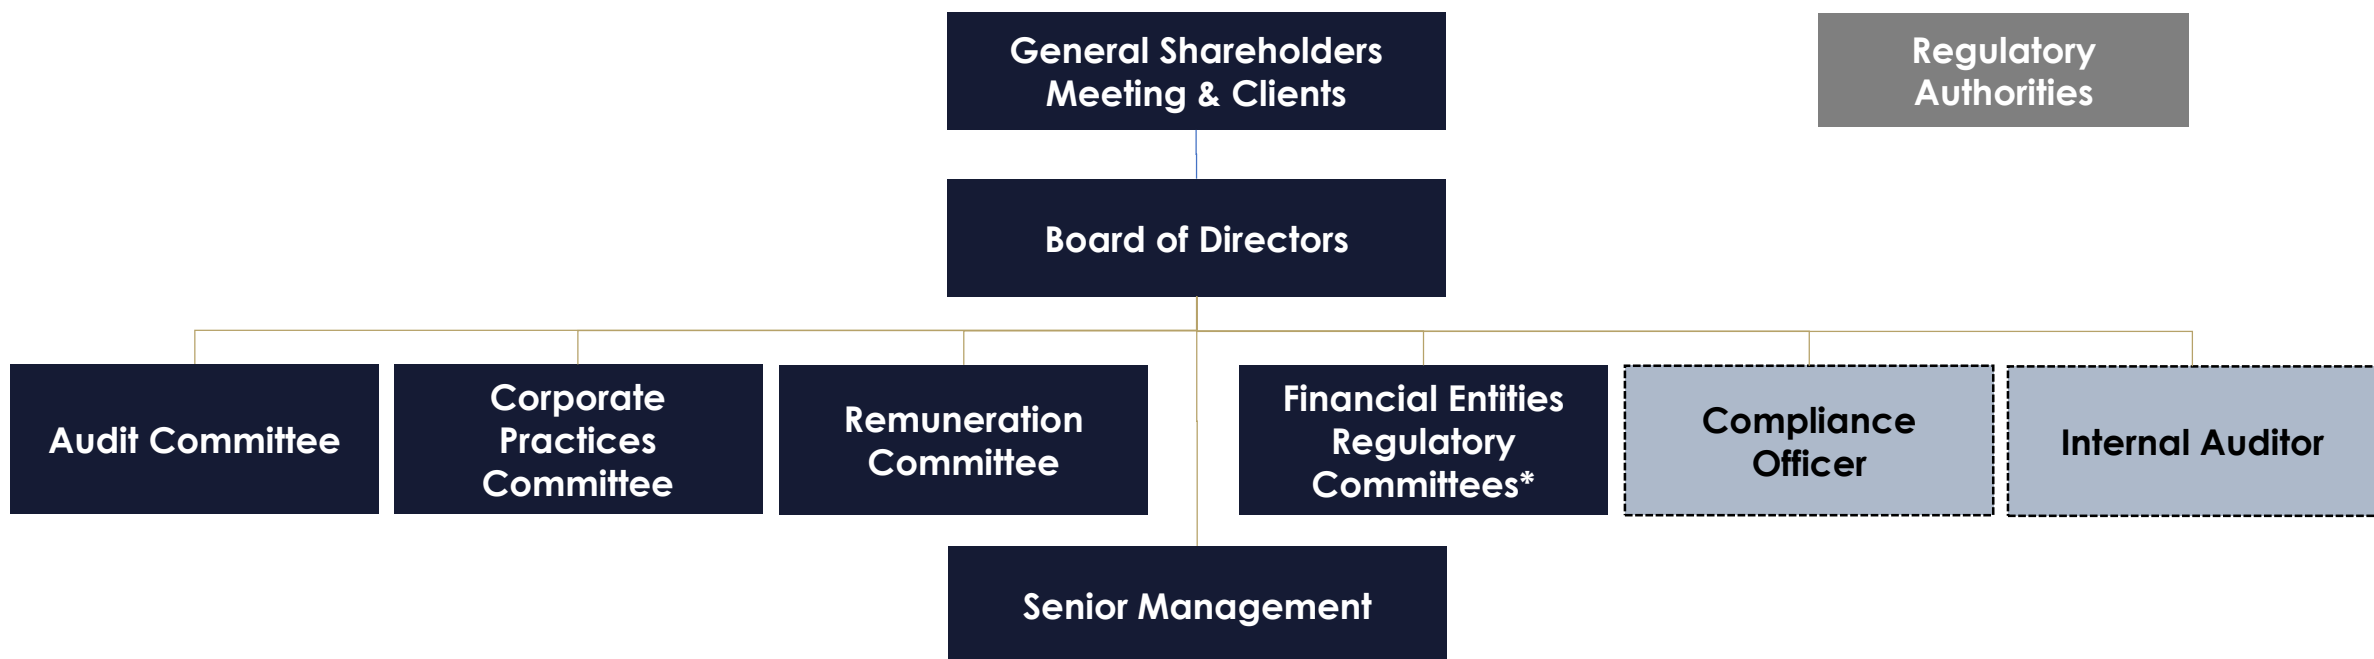 General Shareholders
Meeting & Clients
Regulatory
Authorities
Board of Directors
Audit Committee
Corporate
Practices
Committee
Remuneration
Committee
Financial Entities
Regulatory
Committees*
Compliance
Officer
Internal Auditor
Senior Management